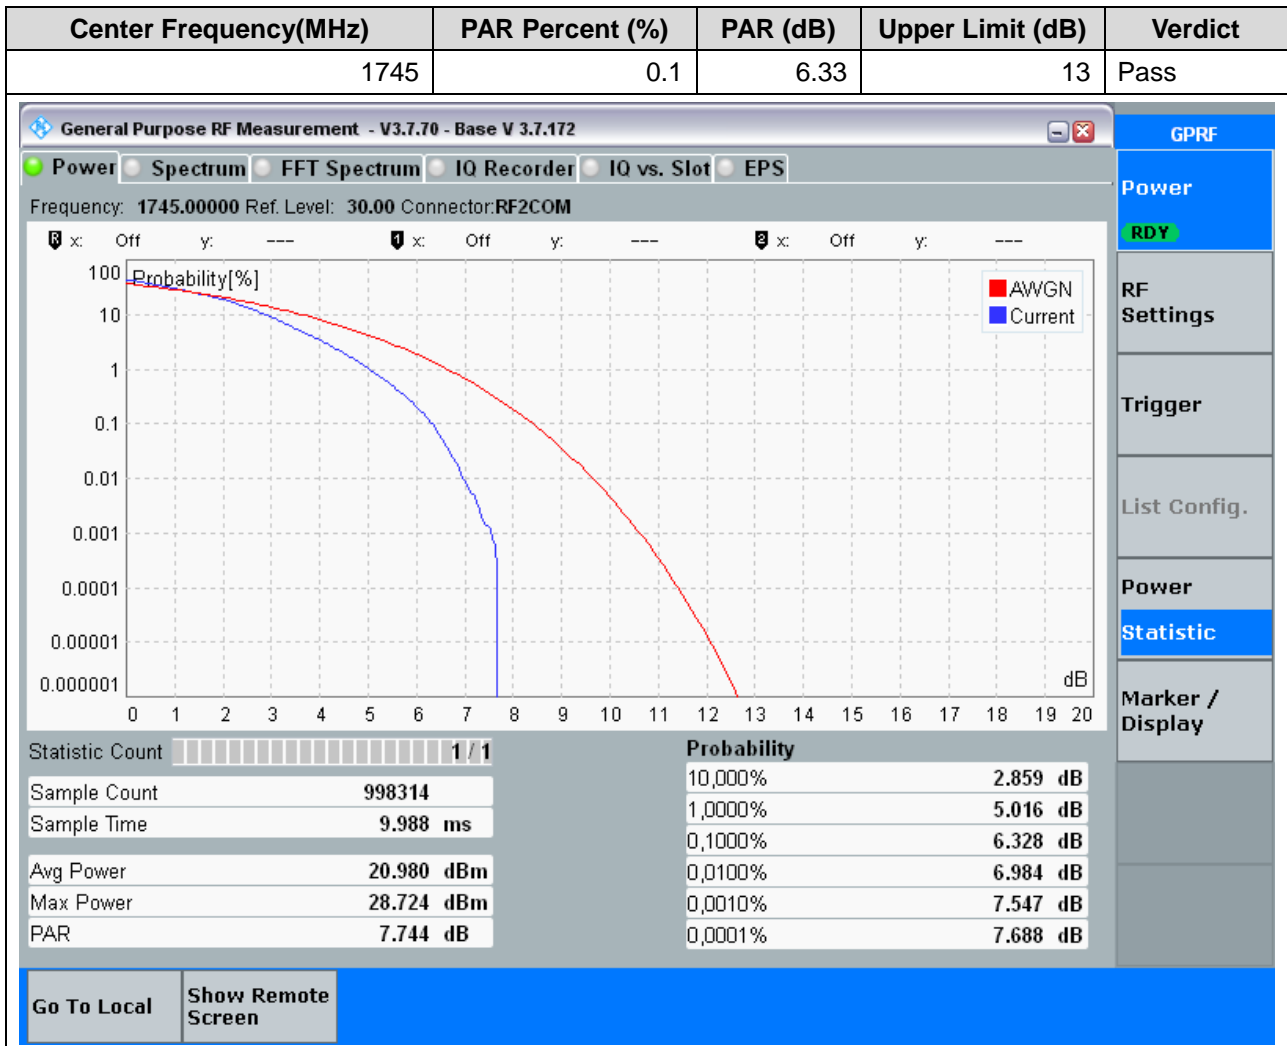 Center Frequency(MHz) PAR Percent (%) PAR (dB) Upper Limit (dB) Verdict
1745 0.1 6.33 13 Pass
General Purpose RF Measurement - V3.7.70 - Base V 3.7.172
GPRF
Power Spectrum FFT Spectrum IQ Recorder IQ vs. Slot EPS
Power
RDY
Frequency: 1745.00000 Ref. Level: 30.00 Connector:RF2COM
R x: Off y: --- 1 x: Off y: --- 2 x: Off y: ---
Probability[%]
AWGN
Current
100
10
1
0.1
0.01
0.001
0.0001
0.00001
0.000001
dB
0 1 2 3 4 5 6 7 8 9 10 11 12 13 14 15 16 17 18 19 20
RF
Settings
Trigger
List Config.
Power
Statistic
Marker /
Display
Statistic Count 1 / 1
Sample Count 998314
Sample Time 9.988 ms
Avg Power 20.980 dBm
Max Power 28.724 dBm
PAR 7.744 dB
Probability
10,000% 2.859 dB
1,0000% 5.016 dB
0,1000% 6.328 dB
0,0100% 6.984 dB
0,0010% 7.547 dB
0,0001% 7.688 dB
Go To Local
Show Remote
Screen